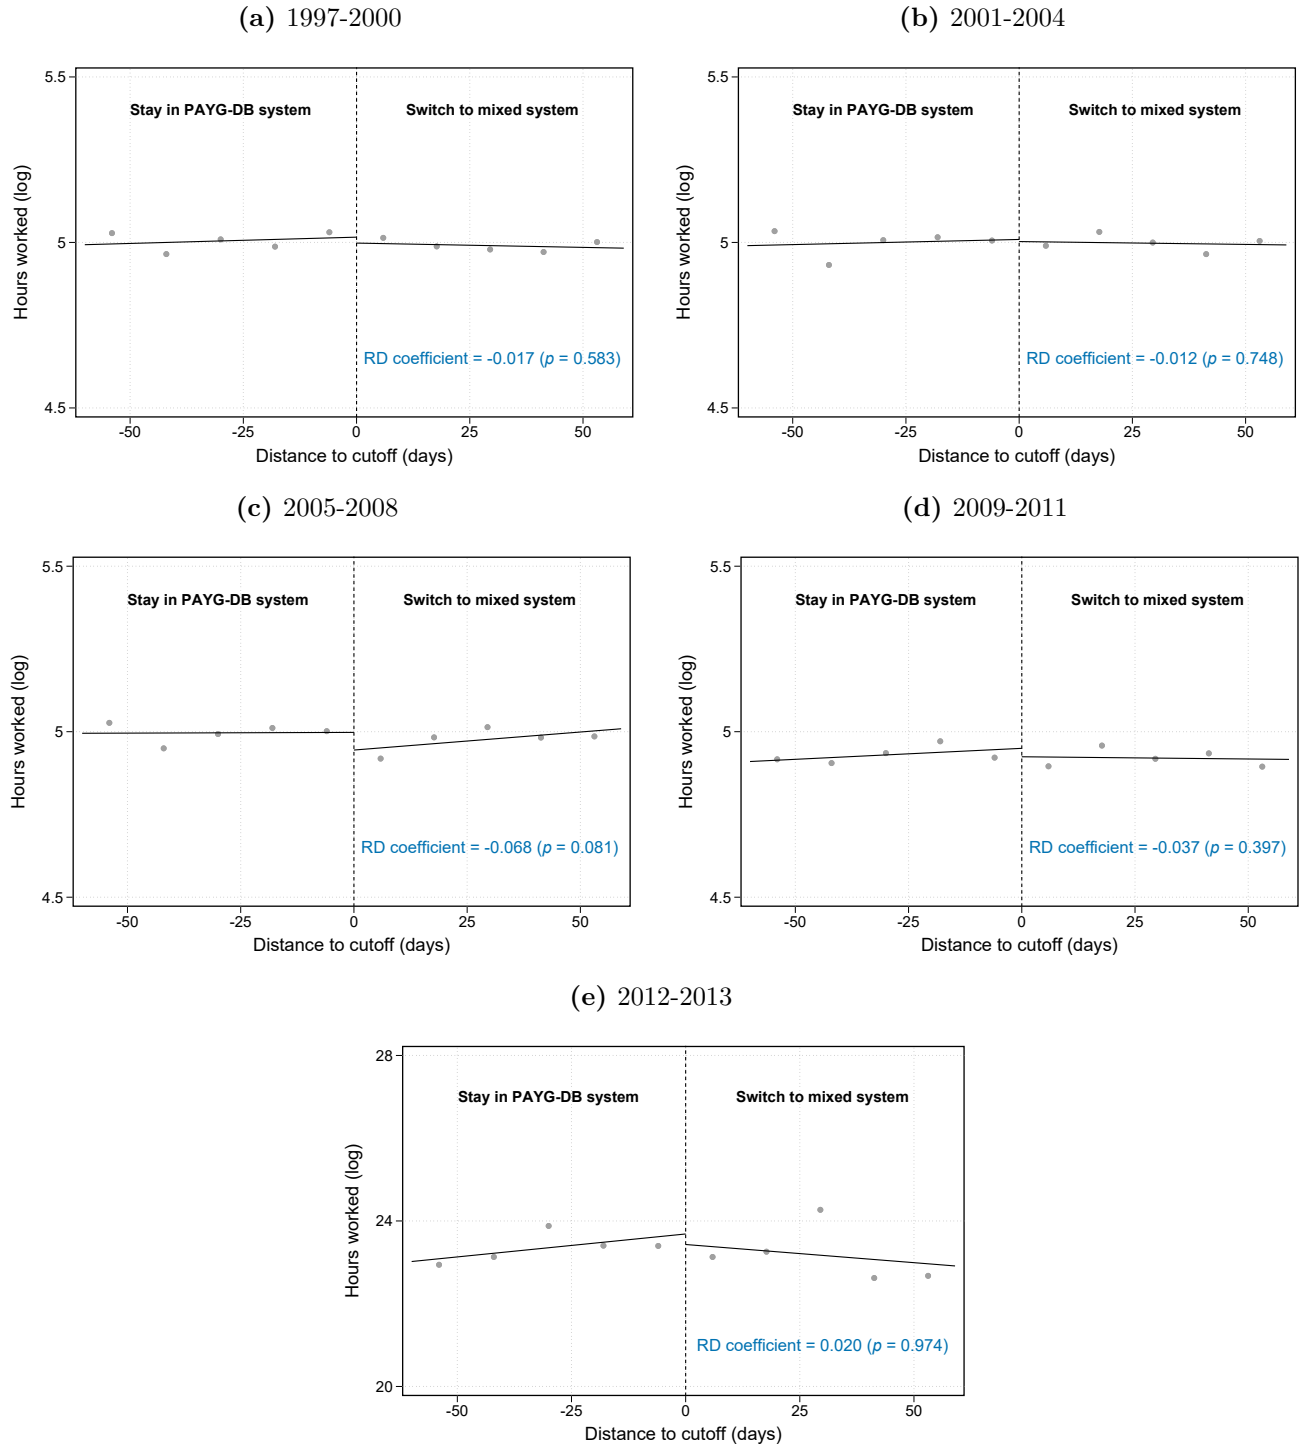 (a) 1997-2000
5.5
Stay in PAYG-DB system
Switch to mixed system
Hours worked (log)
5
RD coefficient = -0.017 (p = 0.583)
4.5
-50
-25
0
25
50
Distance to cutoff (days)
(b) 2001-2004
5.5
Stay in PAYG-DB system
Switch to mixed system
Hours worked (log)
5
RD coefficient = -0.012 (p = 0.748)
4.5
-50
-25
0
25
50
Distance to cutoff (days)
(c) 2005-2008
5.5
Stay in PAYG-DB system
Switch to mixed system
Hours worked (log)
5
RD coefficient = -0.068 (p = 0.081)
4.5
-50
-25
0
25
50
Distance to cutoff (days)
(d) 2009-2011
5.5
Stay in PAYG-DB system
Switch to mixed system
Hours worked (log)
5
RD coefficient = -0.037 (p = 0.397)
4.5
-50
-25
0
25
50
Distance to cutoff (days)
(e) 2012-2013
28
Stay in PAYG-DB system
Switch to mixed system
Hours worked (log)
24
RD coefficient = 0.020 (p = 0.974)
20
-50
-25
0
25
50
Distance to cutoff (days)